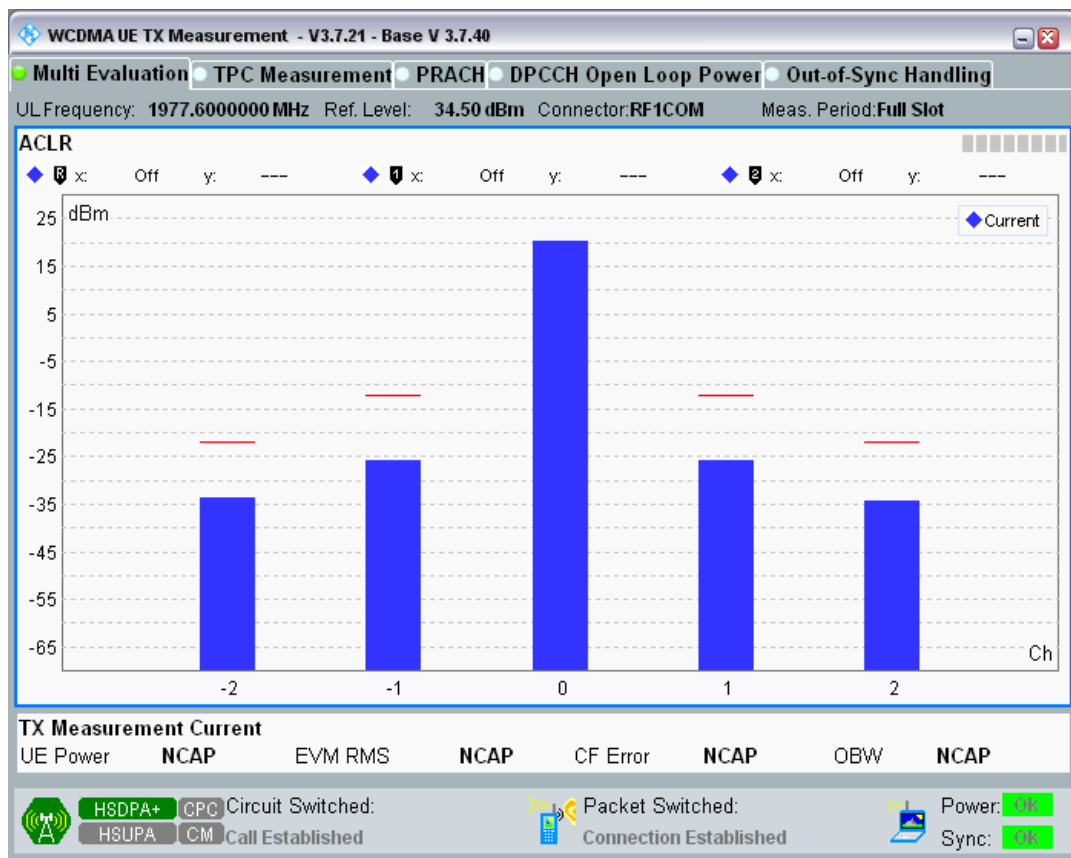 WCDMA UE TX Measurement - V3.7.21 - Base V 3.7.40
Multi Evaluation TPC Measurement PRACH DPCCH Open Loop Power Out-of-Sync Handling
UL Frequency: 1977.6000000 MHz Ref. Level: 34.50 dBm Connector:RF1COM Meas. Period:Full Slot
ACLR
R x: Off y: --- 1 x: Off y: --- 2 x: Off y: ---
dBm
Current
25
15
5
-5
-15
-25
-35
-45
-55
-65
Ch
-2 -1 0 1 2
TX Measurement Current
UE Power NCAP EVM RMS NCAP CF Error NCAP OBW NCAP
HSDPA+ CPC Circuit Switched: Packet Switched: Power: Ok
HSUPA CM Call Established Connection Established Sync: Ok